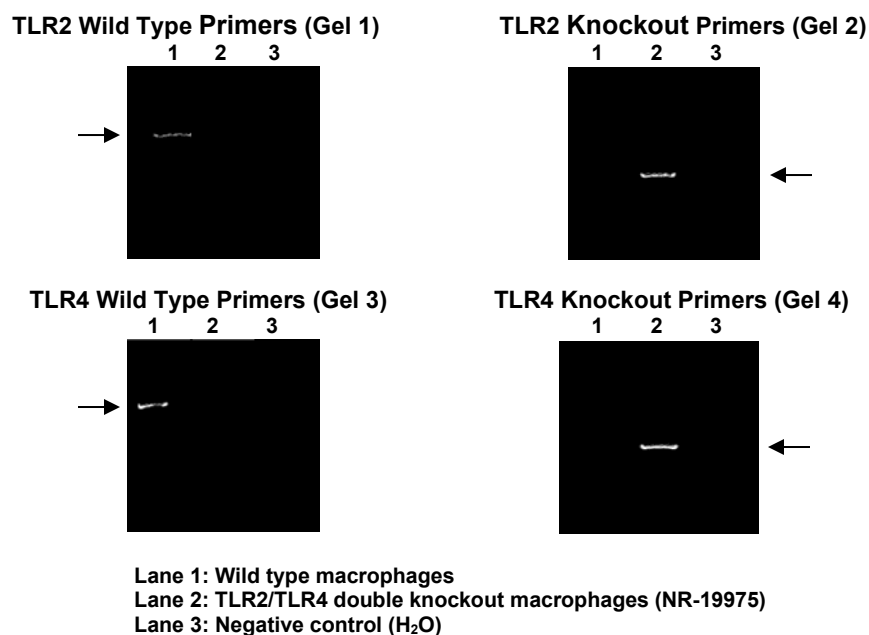 TLR2 Wild Type Primers (Gel 1)
1 2 3
TLR2 Knockout Primers (Gel 2)
1 2 3
TLR4 Wild Type Primers (Gel 3)
1 2 3
TLR4 Knockout Primers (Gel 4)
1 2 3
Lane 1: Wild type macrophages
Lane 2: TLR2/TLR4 double knockout macrophages (NR-19975)
Lane 3: Negative control (H₂O)